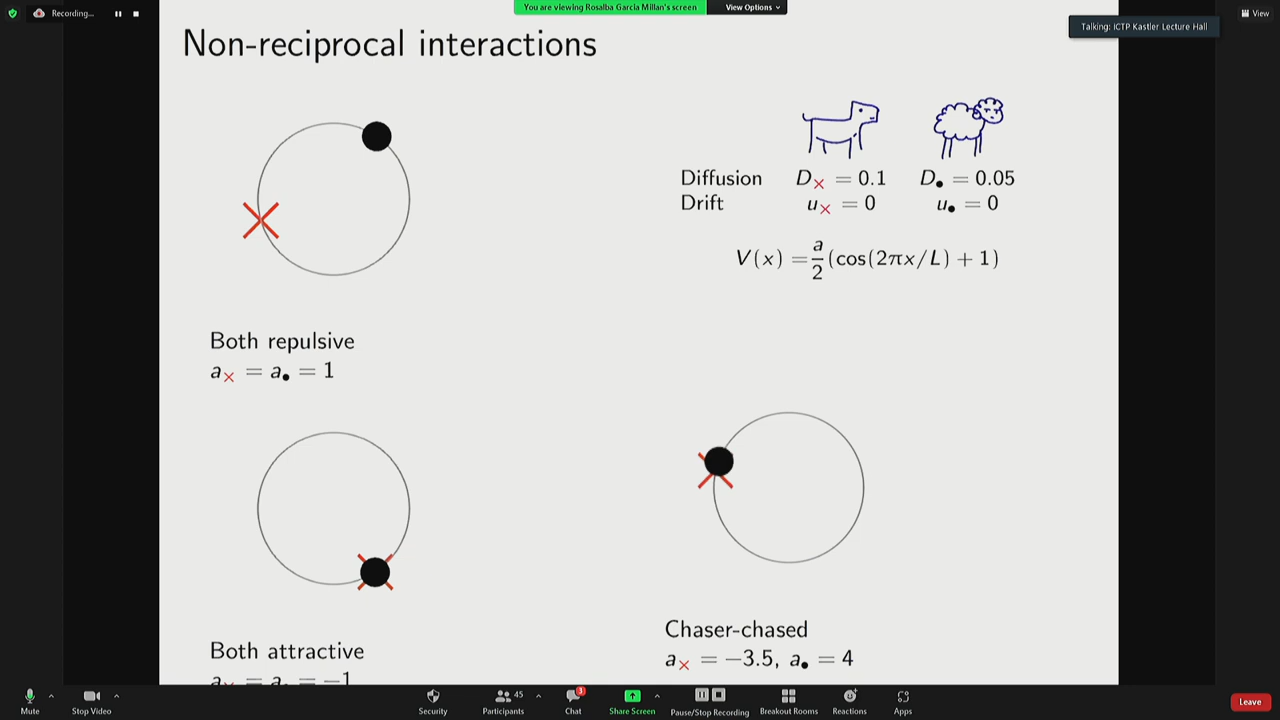 Recording...
You are viewing Rosalba Garcia Millan's screen
View Options
View
Talking: ICTP Kastler Lecture Hall
Non-reciprocal interactions
Diffusion D× = 0.1 D• = 0.05
Drift u× = 0 u• = 0
V(x) = a/2 (cos(2πx/L) + 1)
Both repulsive
a× = a• = 1
Both attractive
a× = a• = −1
Chaser-chased
a× = −3.5, a• = 4
Mute
Stop Video
Security
Participants
45
Chat
3
Share Screen
Pause/Stop Recording
Breakout Rooms
Reactions
Apps
Leave